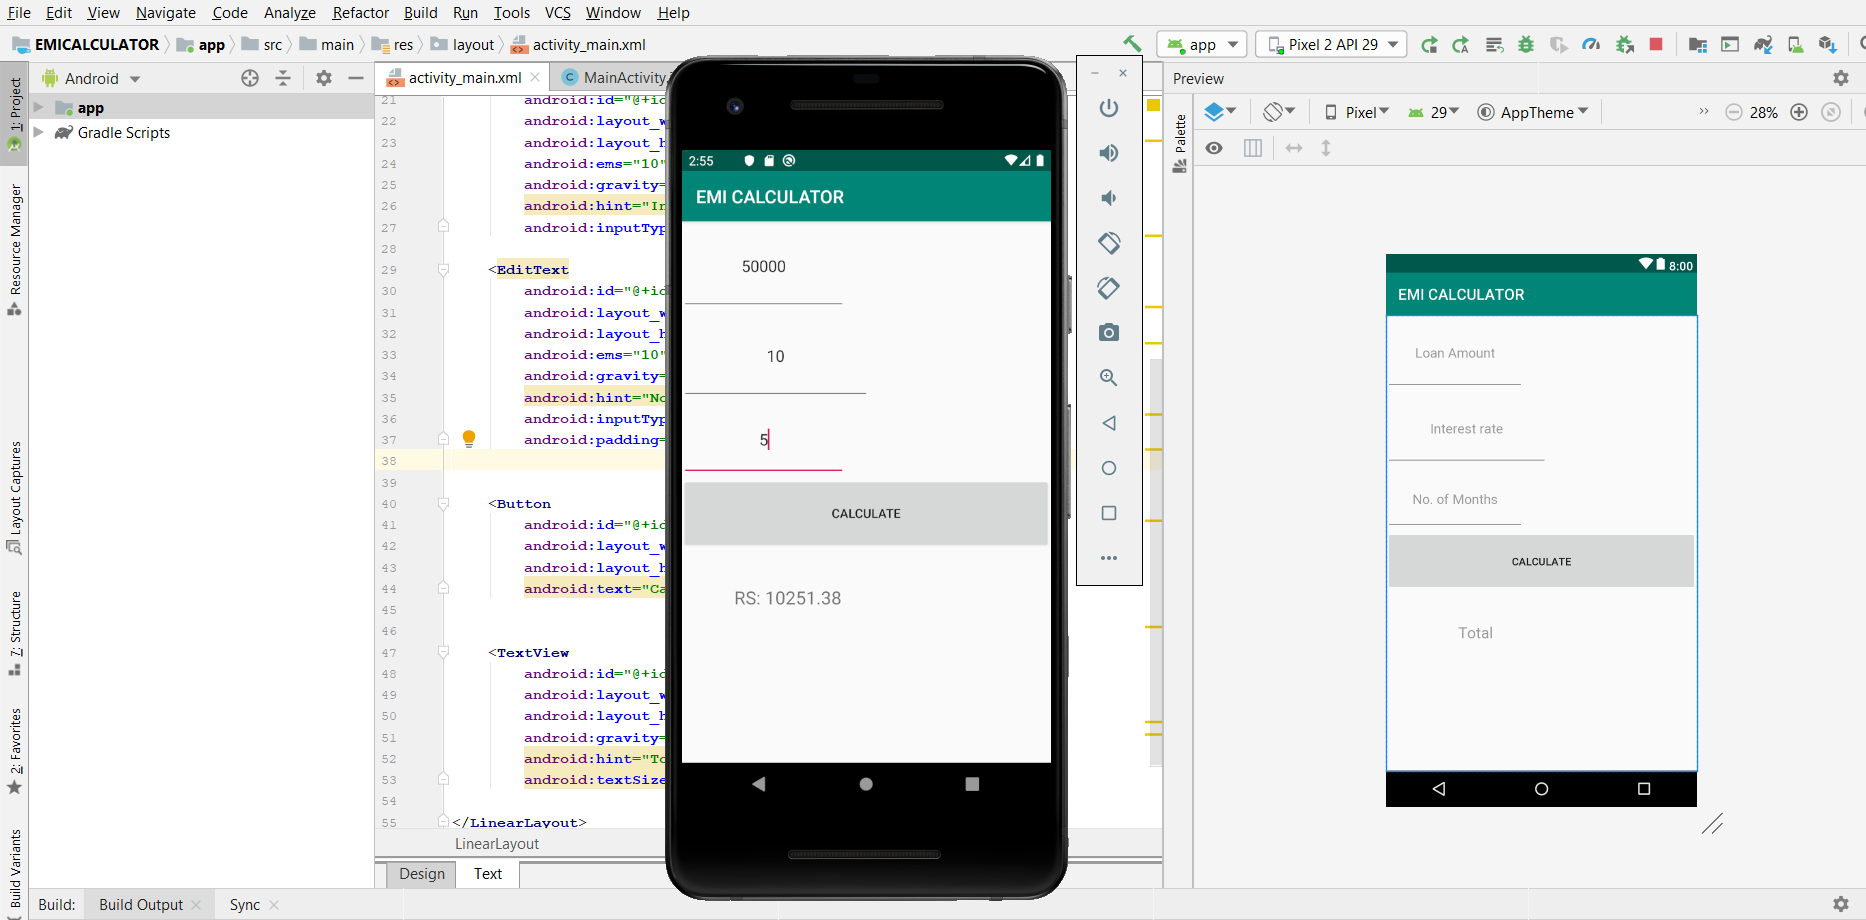 File Edit View Navigate Code Analyze Refactor Build Run Tools VCS Window Help
EMICALCULATOR app src main res layout activity_main.xml app Pixel 2 API 29
Android
activity_main.xml MainActivity.
app
Gradle Scripts
1: Project
Resource Manager
Layout Captures
7: Structure
2: Favorites
Build Variants
21 android:id="@+id
22 android:layout_w
23 android:layout_h
24 android:ems="10"
25 android:gravity=
26 android:hint="In
27 android:inputTyp
28
29 <EditText
30 android:id="@+id
31 android:layout_w
32 android:layout_h
33 android:ems="10"
34 android:gravity=
35 android:hint="No
36 android:inputTyp
37 android:padding=
38
39
40 <Button
41 android:id="@+id
42 android:layout_w
43 android:layout_h
44 android:text="Ca
45
46
47 <TextView
48 android:id="@+id
49 android:layout_w
50 android:layout_h
51 android:gravity=
52 android:hint="To
53 android:textSize
54
55 </LinearLayout>
LinearLayout
Design Text
Build: Build Output Sync
2:55
EMI CALCULATOR
50000
10
5
CALCULATE
RS: 10251.38
Preview
Palette
Pixel 29 AppTheme 28%
8:00
EMI CALCULATOR
Loan Amount
Interest rate
No. of Months
CALCULATE
Total